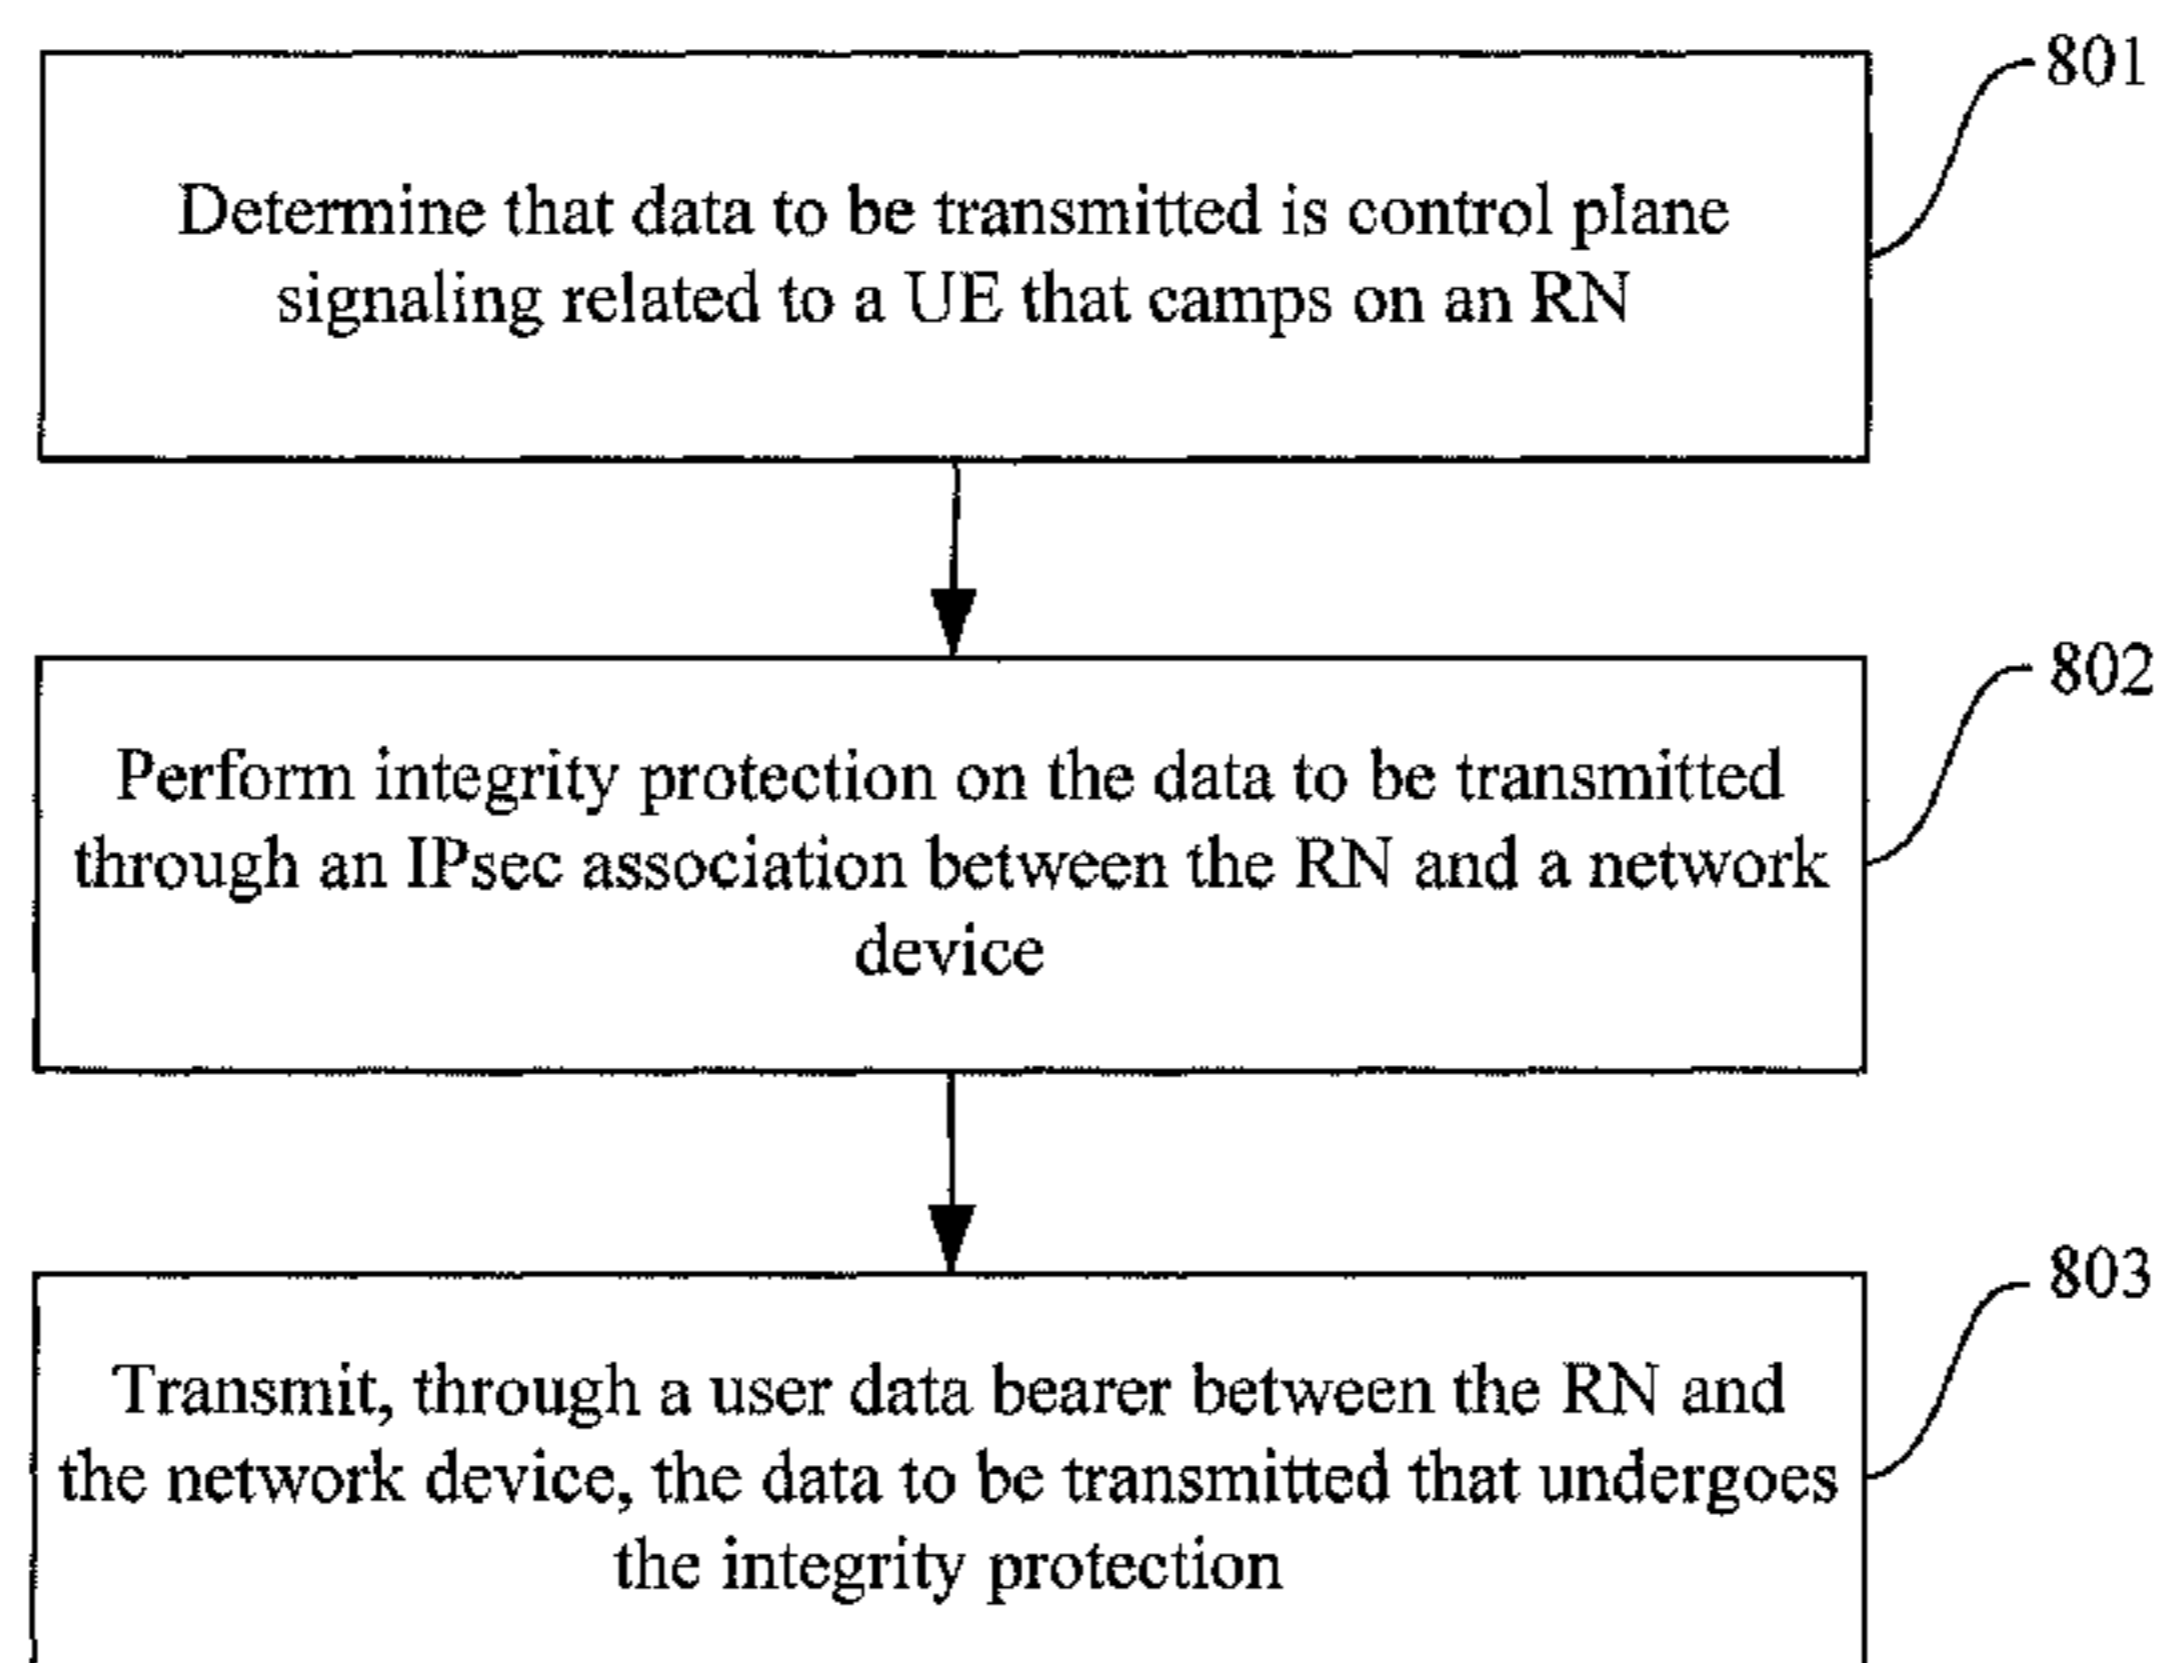 801
Determine that data to be transmitted is control plane
signaling related to a UE that camps on an RN
802
Perform integrity protection on the data to be transmitted
through an IPsec association between the RN and a network
device
803
Transmit, through a user data bearer between the RN and
the network device, the data to be transmitted that undergoes
the integrity protection